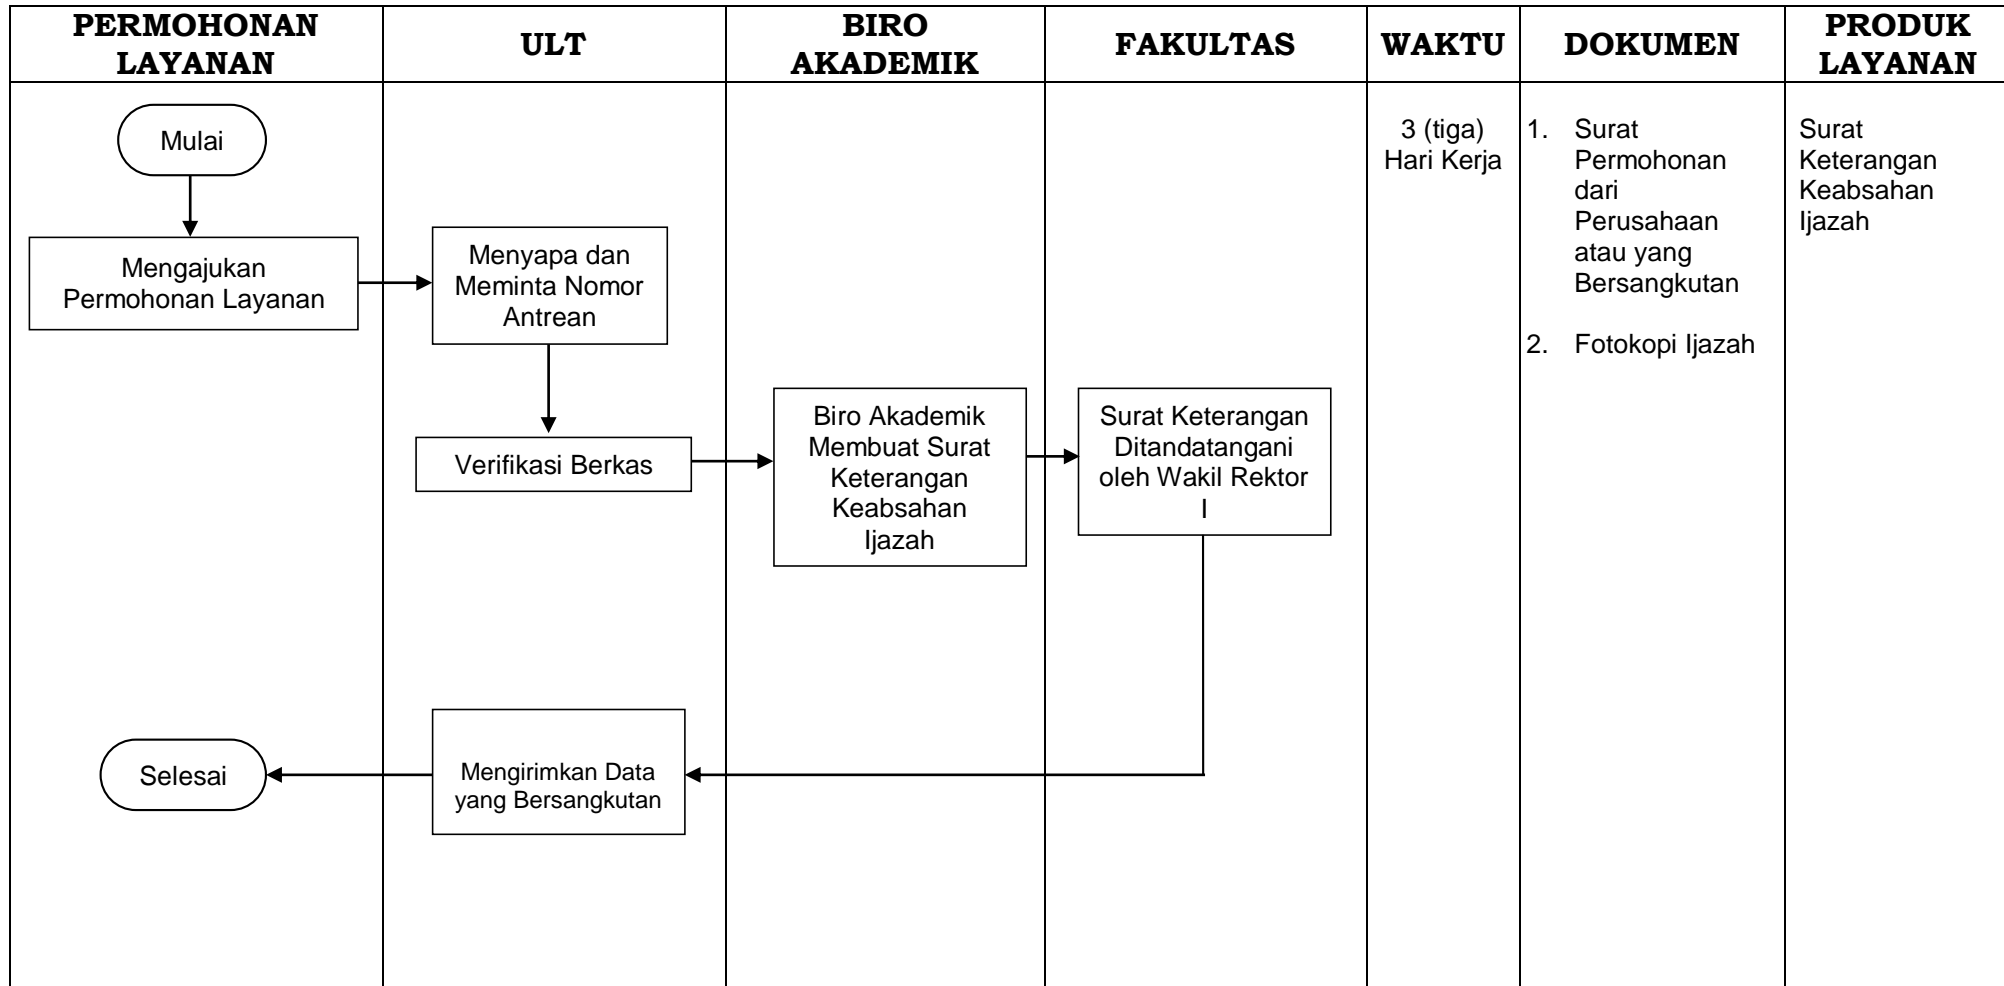 PERMOHONAN
LAYANAN
ULT
BIRO
AKADEMIK
FAKULTAS
WAKTU
DOKUMEN
PRODUK
LAYANAN
Mulai
Mengajukan
Permohonan Layanan
Menyapa dan
Meminta Nomor
Antrean
Verifikasi Berkas
Biro Akademik
Membuat Surat
Keterangan
Keabsahan
Ijazah
Surat Keterangan
Ditandatangani
oleh Wakil Rektor
I
Mengirimkan Data
yang Bersangkutan
Selesai
3 (tiga)
Hari Kerja
1. Surat
Permohonan
dari
Perusahaan
atau yang
Bersangkutan
2. Fotokopi Ijazah
Surat
Keterangan
Keabsahan
Ijazah